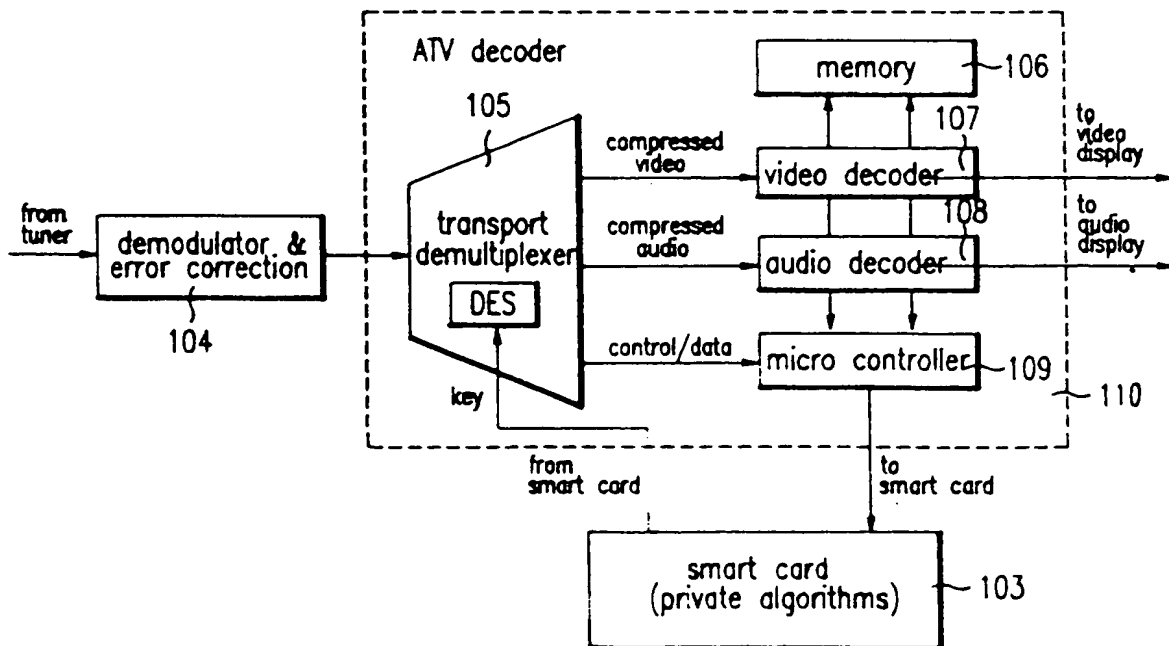 ATV decoder
memory
106
105
compressed
video
107
to
video
display
video decoder
from
tuner
demodulator &
error correction
104
transport
demultiplexer
compressed
audio
108
to
audio
display
audio decoder
DES
control/data
micro controller
109
key
110
from
smart card
to
smart card
smart card
(private algorithms)
103